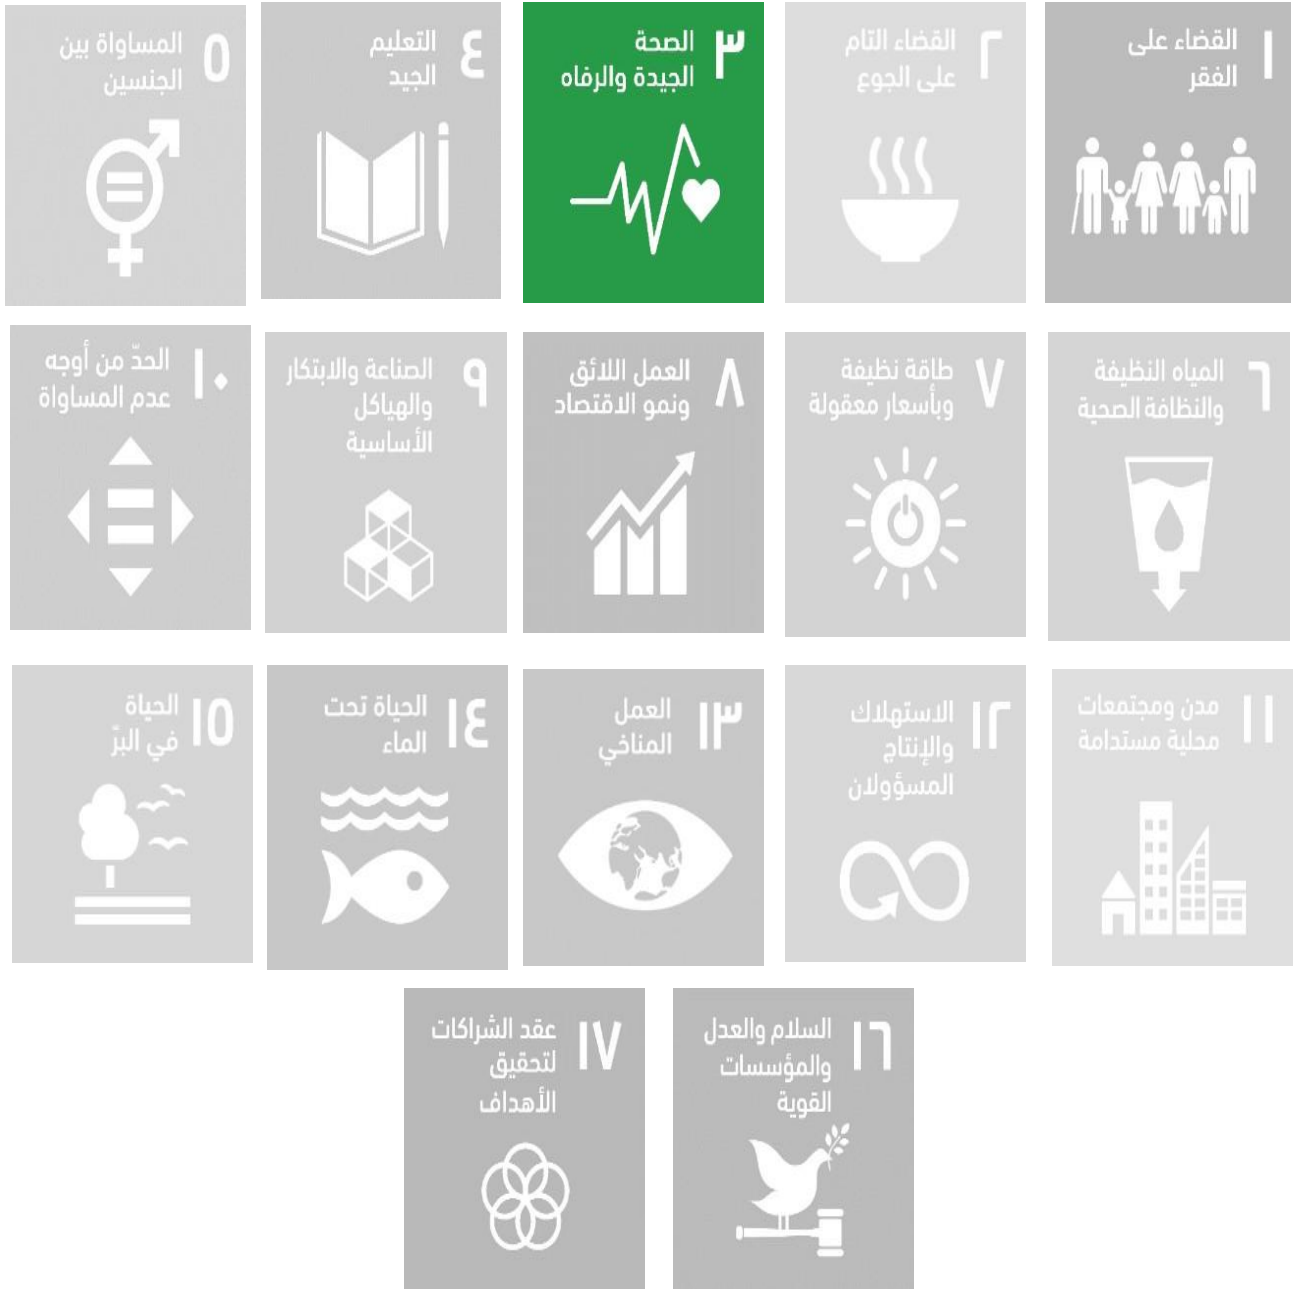 ١
القضاء على
الفقر
٢
القضاء التام
على الجوع
٣
الصحة
الجيدة والرفاه
٤
التعليم
الجيد
٥
المساواة بين
الجنسين
٦
المياه النظيفة
والنظافة الصحية
٧
طاقة نظيفة
وبأسعار معقولة
٨
العمل اللائق
ونمو الاقتصاد
٩
الصناعة والابتكار
والهياكل
الأساسية
١٠
الحدّ من أوجه
عدم المساواة
١١
مدن ومجتمعات
محلية مستدامة
١٢
الاستهلاك
والإنتاج
المسؤولان
١٣
العمل
المناخي
١٤
الحياة تحت
الماء
١٥
الحياة
في البرّ
١٦
السلام والعدل
والمؤسسات
القوية
١٧
عقد الشراكات
لتحقيق
الأهداف